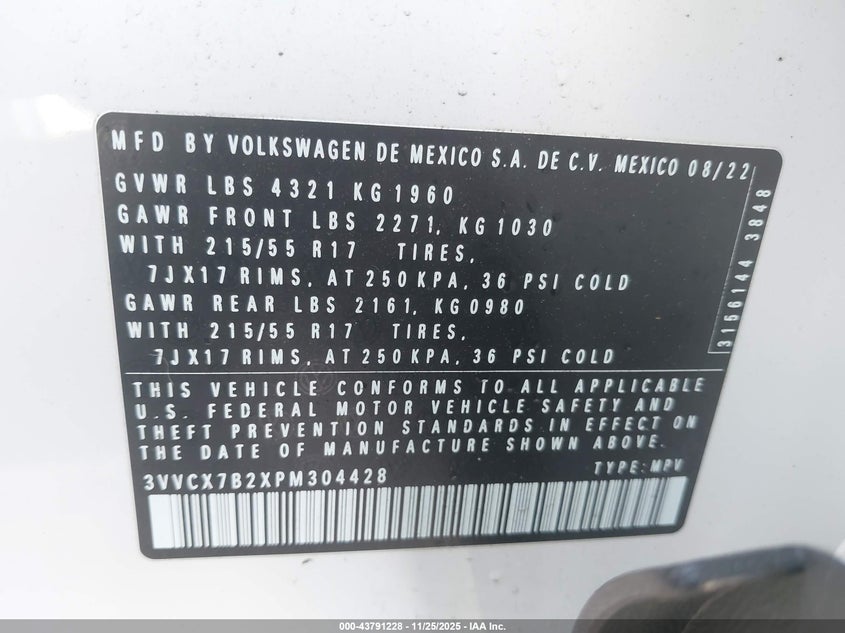 MFD BY VOLKSWAGEN DE MEXICO S.A. DE C.V. MEXICO 08/22
GVWR LBS 4321 KG 1960
GAWR FRONT LBS 2271, KG 1030
WITH 215/55 R17 TIRES,
7JX17 RIMS, AT 250 KPA, 36 PSI COLD
GAWR REAR LBS 2161, KG 0980
WITH 215/55 R17 TIRES,
7JX17 RIMS, AT 250 KPA, 36 PSI COLD
3156144 3848
THIS VEHICLE CONFORMS TO ALL APPLICABLE
U.S. FEDERAL MOTOR VEHICLE SAFETY AND
THEFT PREVENTION STANDARDS IN EFFECT ON
THE DATE OF MANUFACTURE SHOWN ABOVE.
3VVCX7B2XPM304428 TYPE: MPV
000-43791228 - 11/25/2025 - IAA Inc.